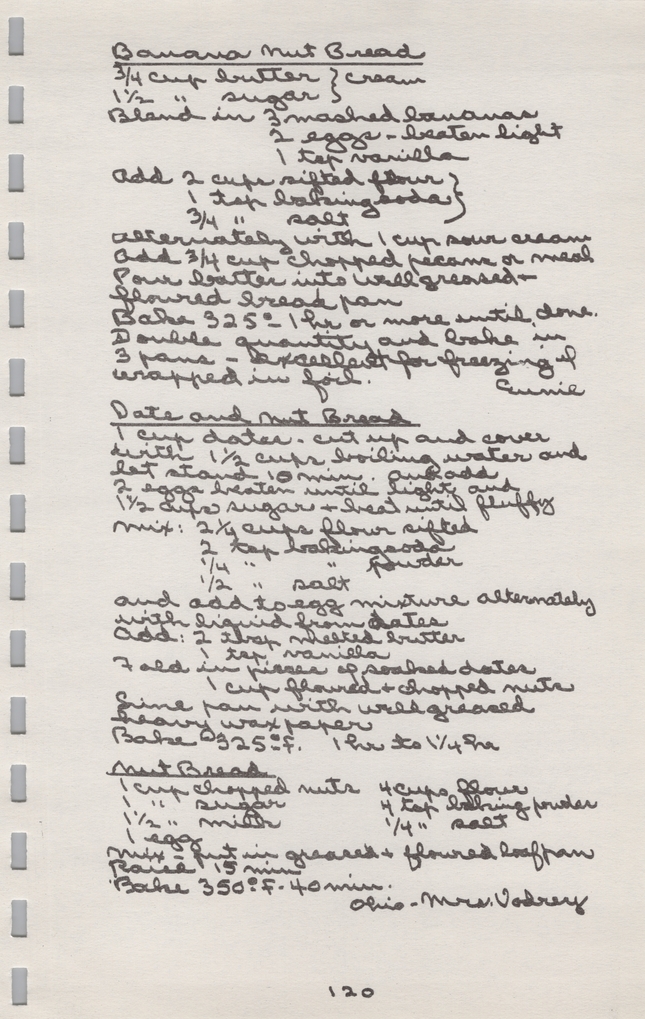 Banana Nut Bread
3/4 cup butter } cream
1 1/2 " sugar }
Blend in 3 mashed bananas
2 eggs - beaten light
1 tsp vanilla
Add 2 cups sifted flour }
1 tsp baking soda }
3/4 " salt
alternately with 1 cup sour cream
Add 3/4 cup chopped pecans or meal
Pour batter into well greased +
floured bread pan
Bake 325° - 1 hr or more until done.
Double quantity and bake in
3 pans - excellent for freezing if
wrapped in foil.
Eunie
Date and Nut Bread
1 cup dates - cut up and cover
with 1 1/2 cups boiling water and
let stand 10 min. and add
2 eggs beaten until light and
1 1/2 cups sugar + beat until fluffy
Mix: 2 1/4 cups flour sifted
2 tsp baking soda
1/4 " " powder
1/2 " salt
and add to egg mixture alternately
with liquid from dates
Add: 2 tbsp melted butter
1 tsp vanilla
Fold in pieces of soaked dates
1 cup floured + chopped nuts
Line pan with well greased
heavy wax paper
Bake @ 325° F. 1 hr to 1 1/4 hr
Nut Bread
1 cup chopped nuts 4 cups flour
1 " sugar 4 tsp baking powder
1 1/2 " milk 1/4 " salt
1 egg
Mix - put in greased + floured loaf pan
Raise 15 min
Bake 350° F - 40 min.
Ohio - Mrs. Vodrey
120